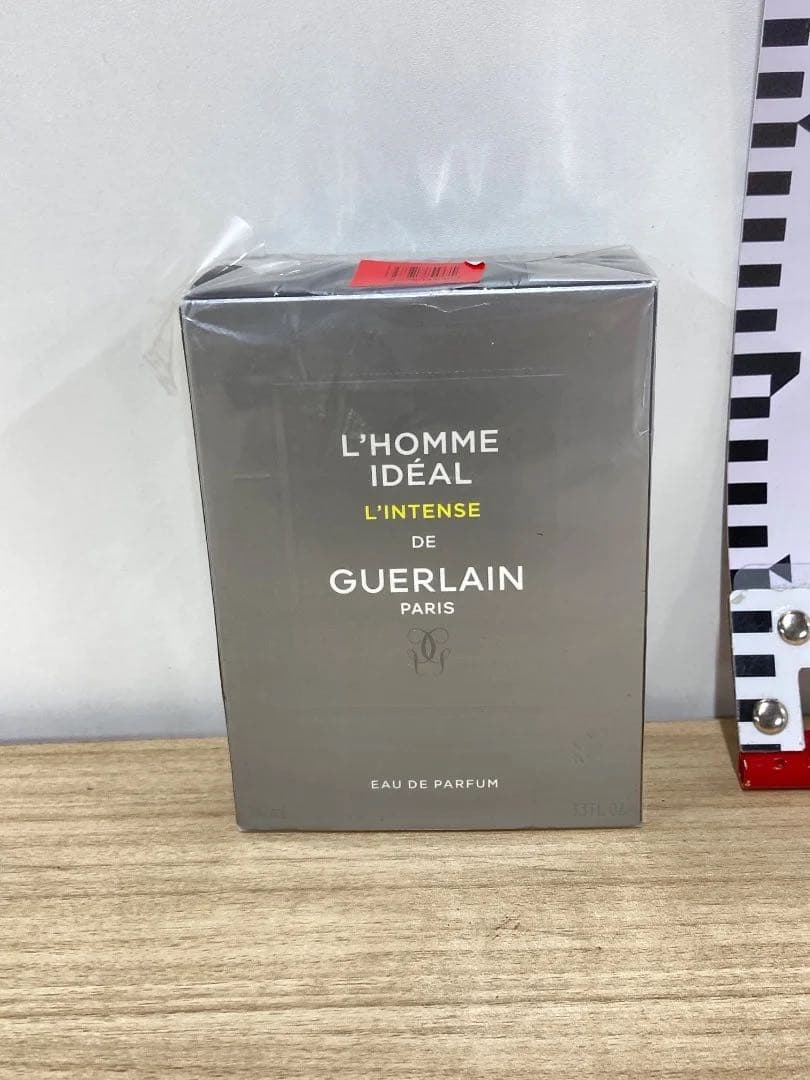 L'HOMME
IDÉAL
L'INTENSE
DE
GUERLAIN
PARIS
EAU DE PARFUM